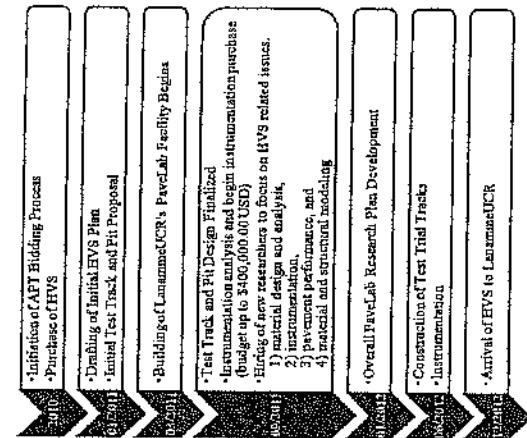 2010
•Initiation of APT Bidding Process
•Purchase of HVS
•Drafting of Initial HVS Plan
•Initial Test Track and Pit Proposal
•Building of LanammeUCR's PaveLab Facility Begins
•Test Track and Pit Design Finalized
•Instrumentation analysis and begin instrumentation purchase
(budget up to $400,000.00 USD)
•Hiring of new researchers to focus on HVS related issues.
1) material design and analysis,
2) instrumentation,
3) pavement performance, and
4) material and structural modeling
•Overall PaveLab Research Plan Development
•Construction of Test Trial Tracks
•Instrumentation
•Arrival of HVS to LanammeUCR